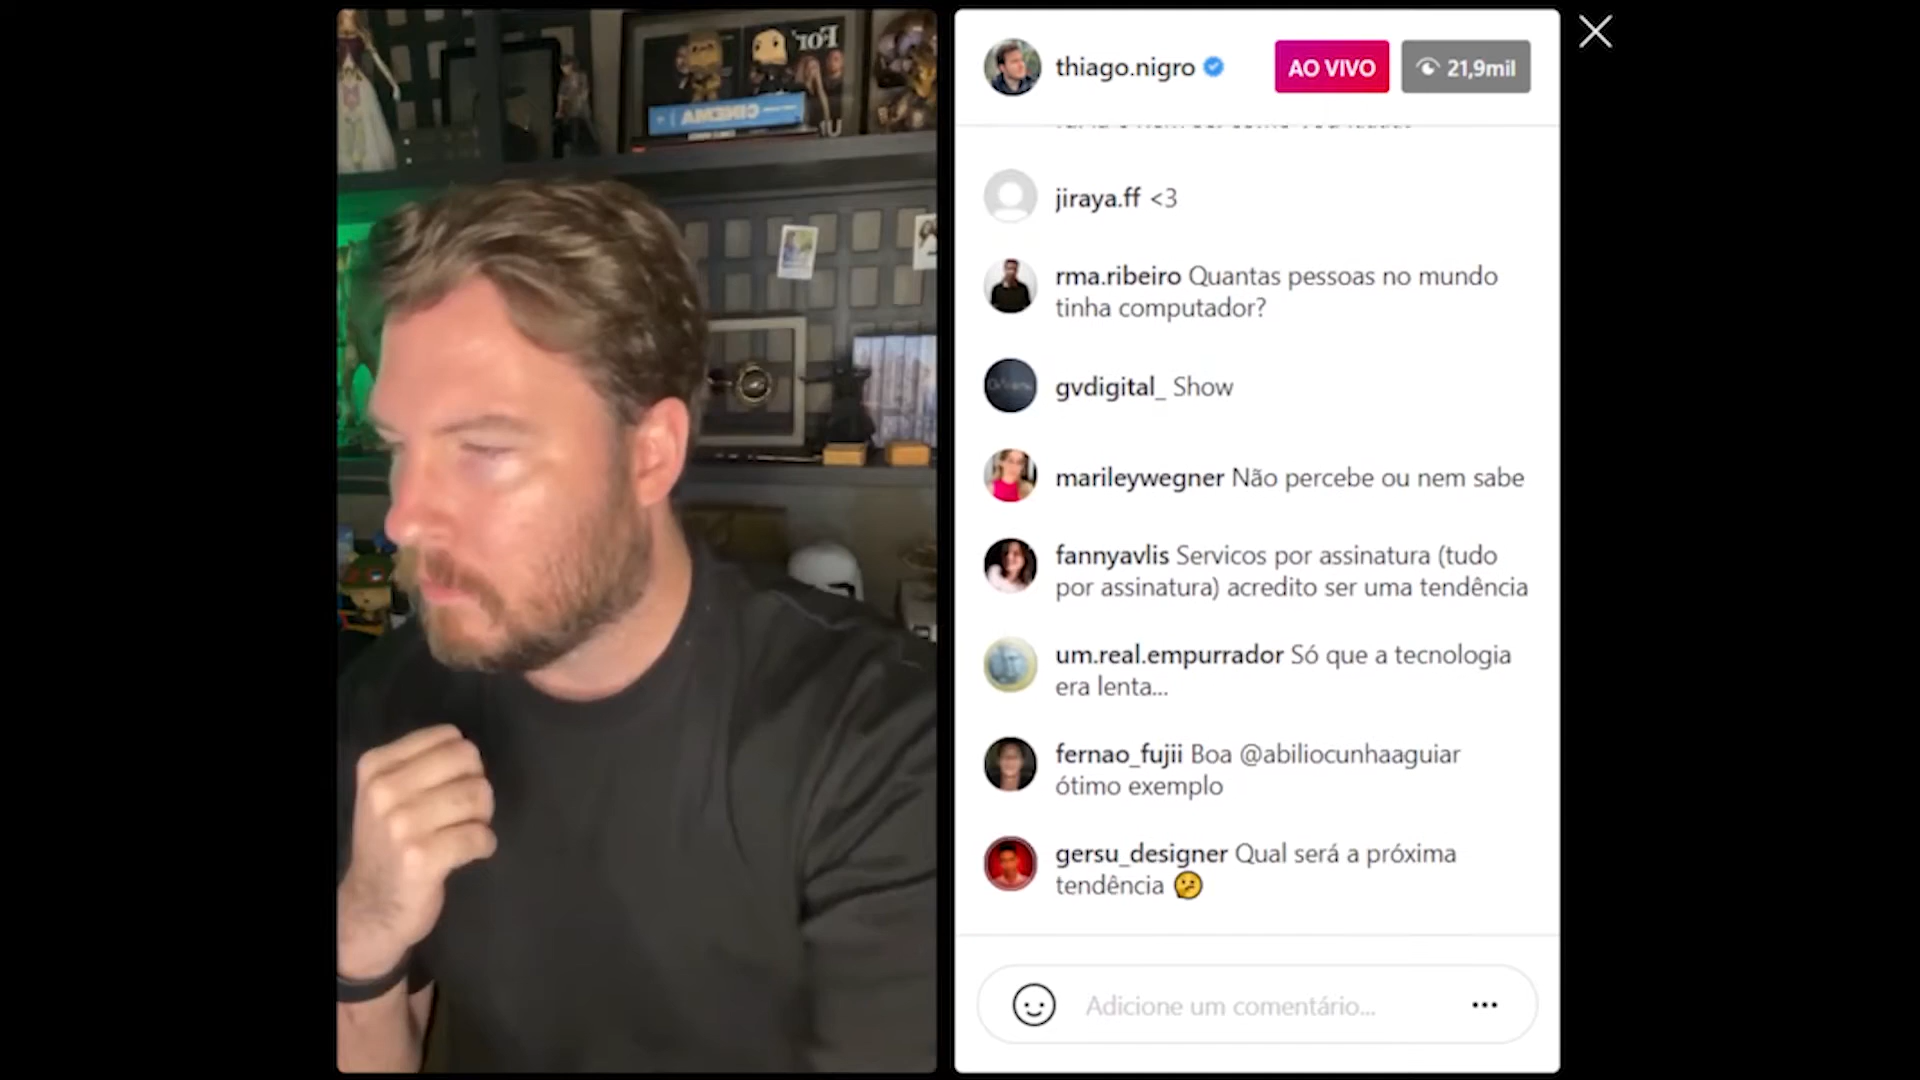 thiago.nigro
AO VIVO
21,9mil
jiraya.ff <3
rma.ribeiro Quantas pessoas no mundo
tinha computador?
gvdigital_ Show
marileywegner Não percebe ou nem sabe
fannyavlis Servicos por assinatura (tudo
por assinatura) acredito ser uma tendência
um.real.empurrador Só que a tecnologia
era lenta...
fernao_fujii Boa @abiliocunhaaguiar
ótimo exemplo
gersu_designer Qual será a próxima
tendência 🫤
Adicione um comentário...
CINEMA
For